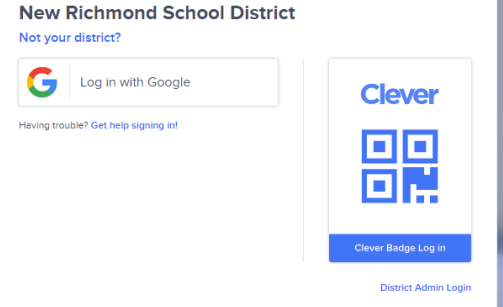 New Richmond School District
Not your district?
Log in with Google
Having trouble? Get help signing in!
Clever
Clever Badge Log in
District Admin Login